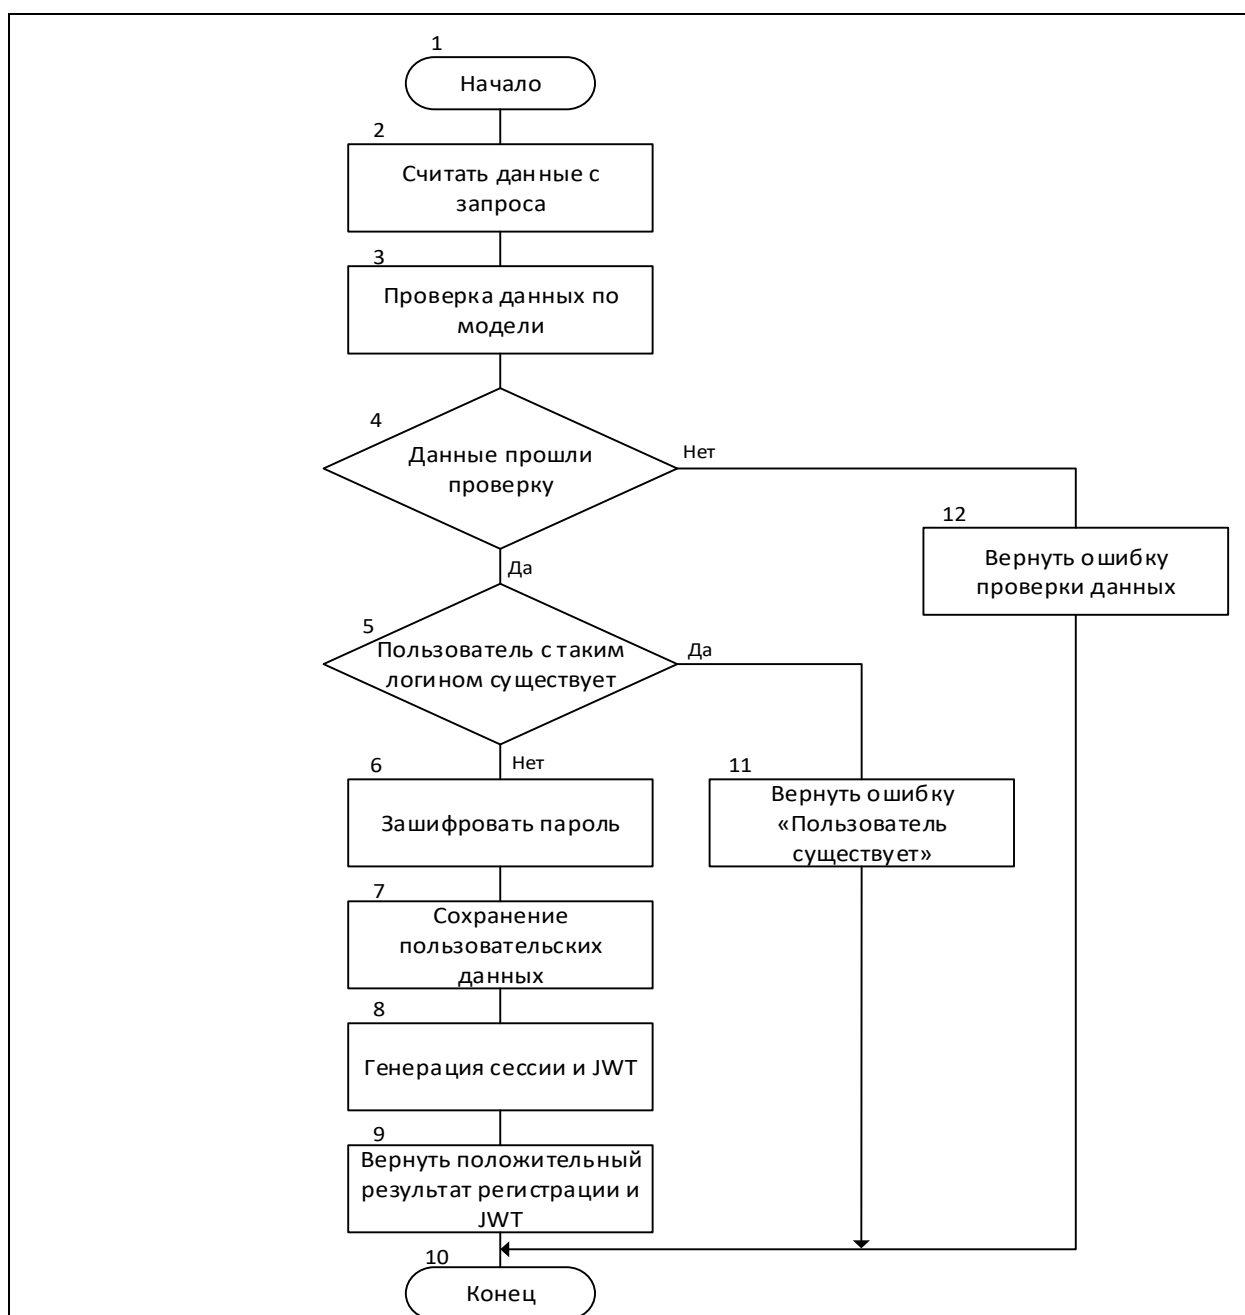 1
Начало
2
Считать данные с
запроса
3
Проверка данных по
модели
4
Данные прошли
проверку
Нет
12
Вернуть ошибку
проверки данных
Да
5
Пользователь с таким
логином существует
Да
Нет
6
Зашифровать пароль
11
Вернуть ошибку
«Пользователь
существует»
7
Сохранение
пользовательских
данных
8
Генерация сессии и JWT
9
Вернуть положительный
результат регистрации и
JWT
10
Конец